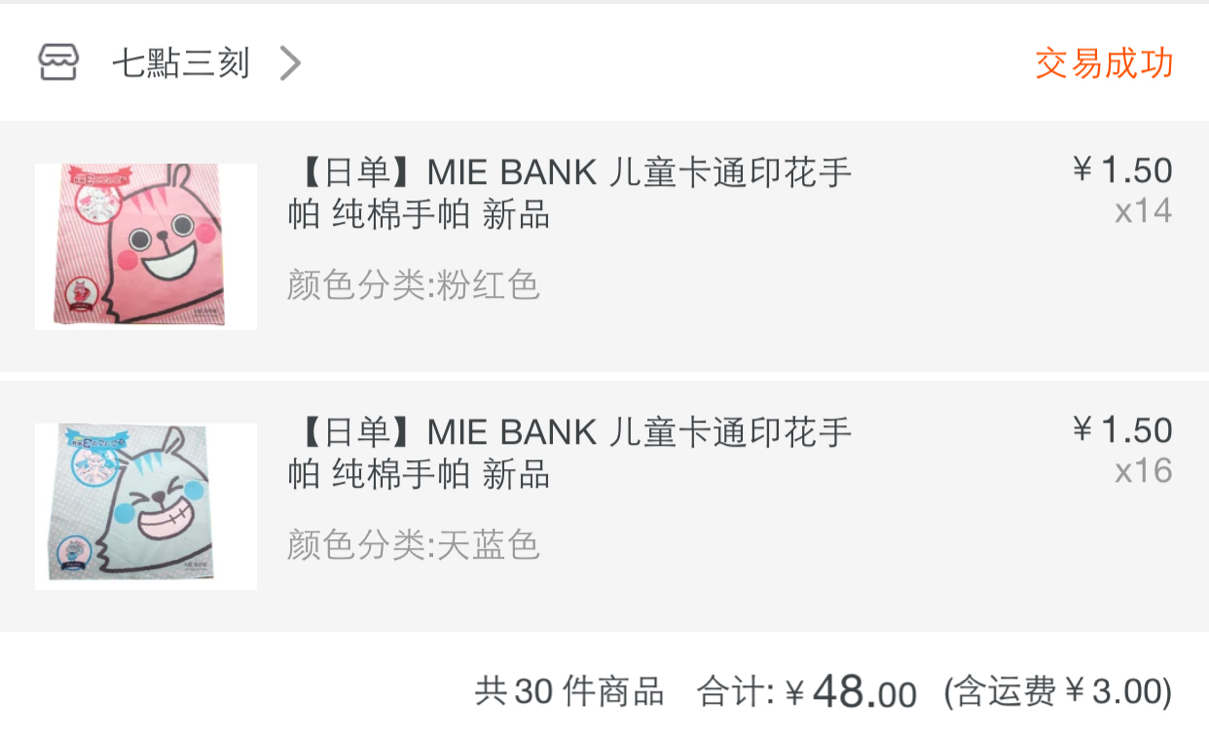 七點三刻
交易成功
【日单】MIE BANK 儿童卡通印花手
帕 纯棉手帕 新品
¥1.50
x14
颜色分类:粉红色
【日单】MIE BANK 儿童卡通印花手
帕 纯棉手帕 新品
¥1.50
x16
颜色分类:天蓝色
共30件商品 合计:¥48.00 (含运费¥3.00)